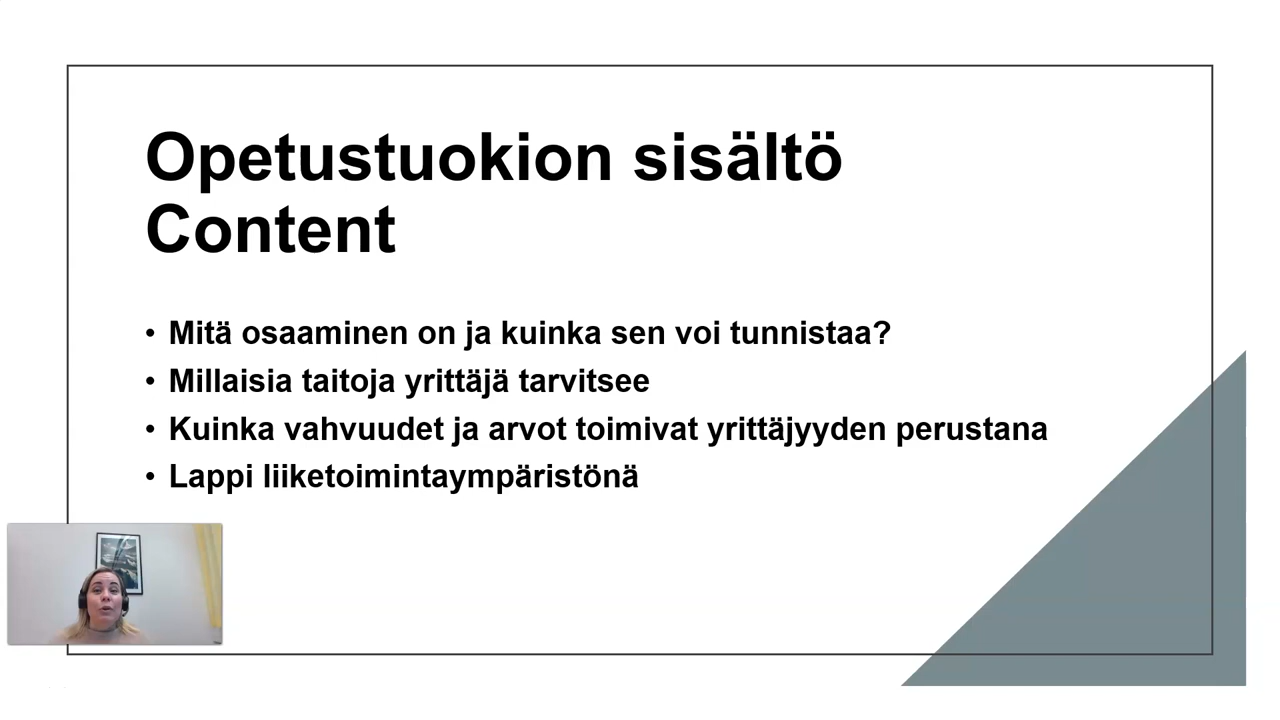 Opetustuokion sisältö
Content
• Mitä osaaminen on ja kuinka sen voi tunnistaa?
• Millaisia taitoja yrittäjä tarvitsee
• Kuinka vahvuudet ja arvot toimivat yrittäjyyden perustana
• Lappi liiketoimintaympäristönä